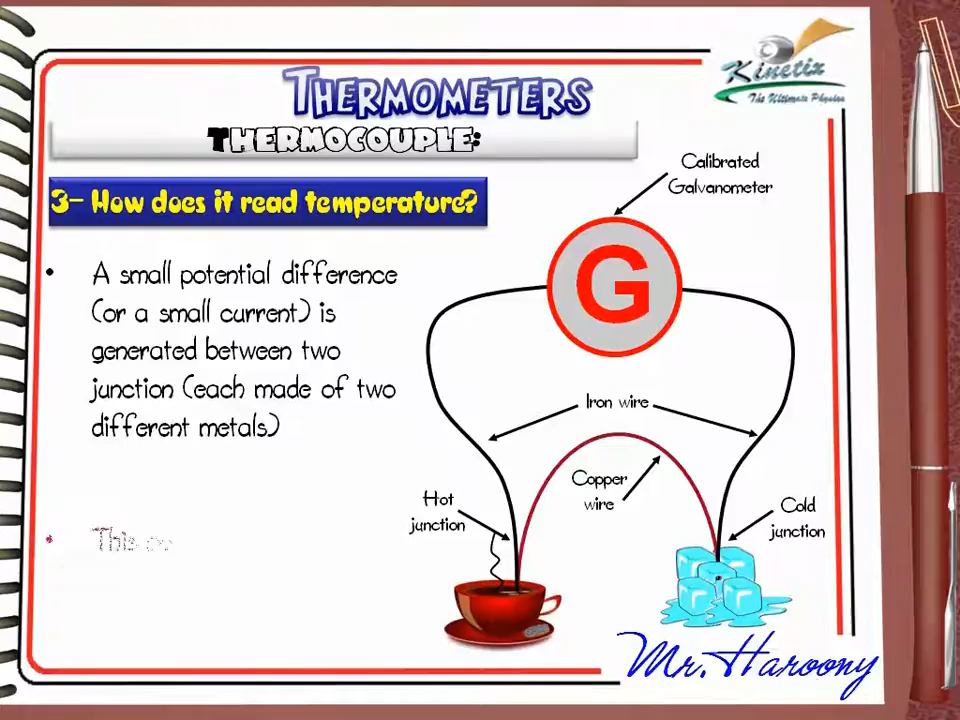 Kinetix
The Ultimate Physics
THERMOMETERS
THERMOCOUPLE:
3- How does it read temperature?
• A small potential difference
(or a small current) is
generated between two
junction (each made of two
different metals)
• This
Calibrated
Galvanometer
G
Iron wire
Copper
wire
Hot
junction
Cold
junction
Mr.Haroony